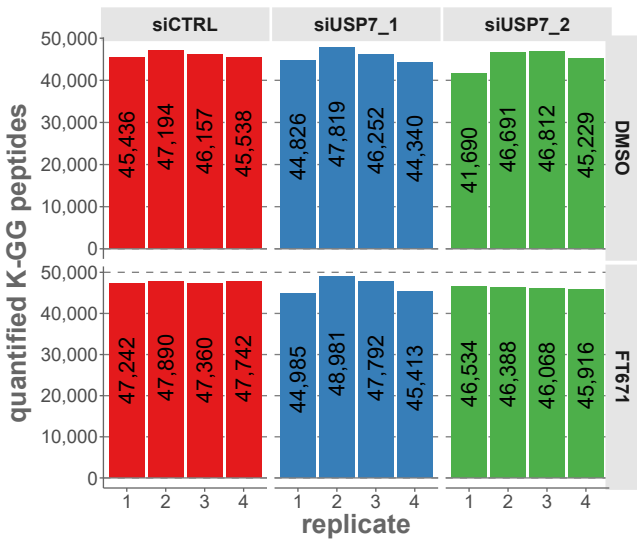 siCTRL siUSP7_1 siUSP7_2
quantified K-GG peptides
50,000
40,000
30,000
20,000
10,000
0
45,436 47,194 46,157 45,538
44,826 47,819 46,252 44,340
41,690 46,691 46,812 45,229
DMSO
50,000
40,000
30,000
20,000
10,000
0
47,242 47,890 47,360 47,742
44,985 48,981 47,792 45,413
46,534 46,388 46,068 45,916
FT671
1 2 3 4 1 2 3 4 1 2 3 4
replicate